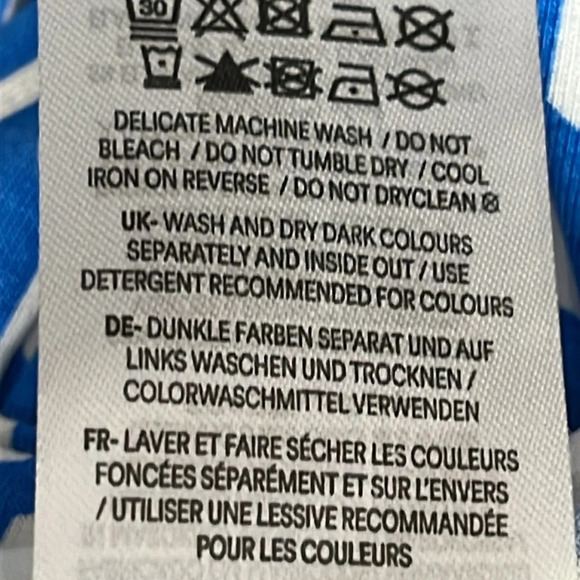 30
DELICATE MACHINE WASH / DO NOT
BLEACH / DO NOT TUMBLE DRY / COOL
IRON ON REVERSE / DO NOT DRYCLEAN
UK- WASH AND DRY DARK COLOURS
SEPARATELY AND INSIDE OUT / USE
DETERGENT RECOMMENDED FOR COLOURS
DE- DUNKLE FARBEN SEPARAT UND AUF
LINKS WASCHEN UND TROCKNEN /
COLORWASCHMITTEL VERWENDEN
FR- LAVER ET FAIRE SÉCHER LES COULEURS
FONCÉES SÉPARÉMENT ET SUR L'ENVERS
/ UTILISER UNE LESSIVE RECOMMANDÉE
POUR LES COULEURS